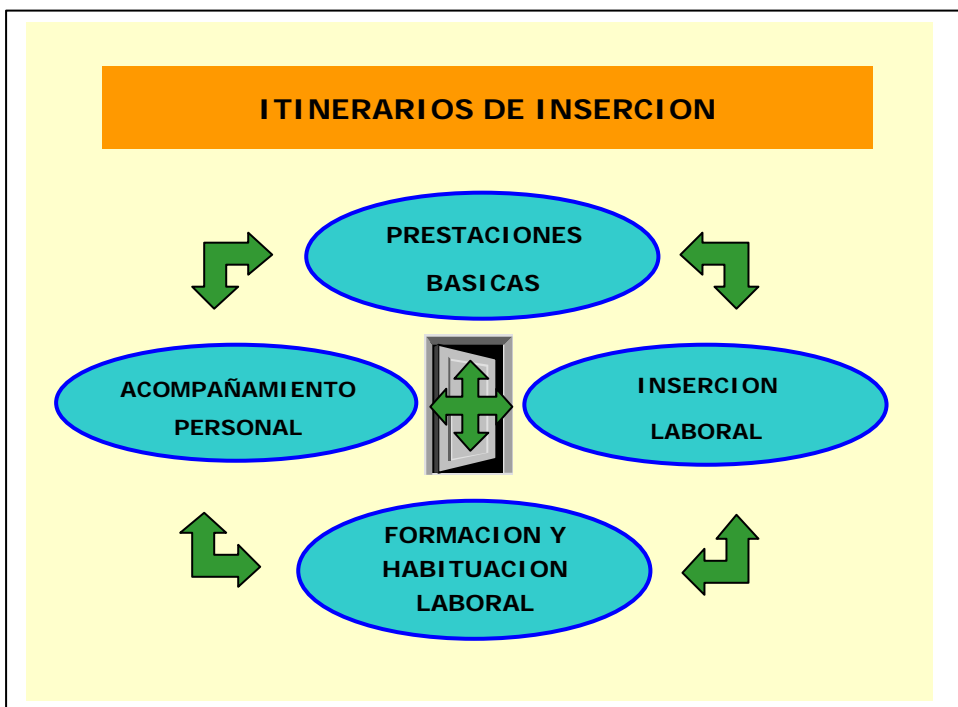 ITINERARIOS DE INSERCION
PRESTACIONES
BASICAS
ACOMPAÑAMIENTO
PERSONAL
INSERCION
LABORAL
FORMACION Y
HABITUACION
LABORAL